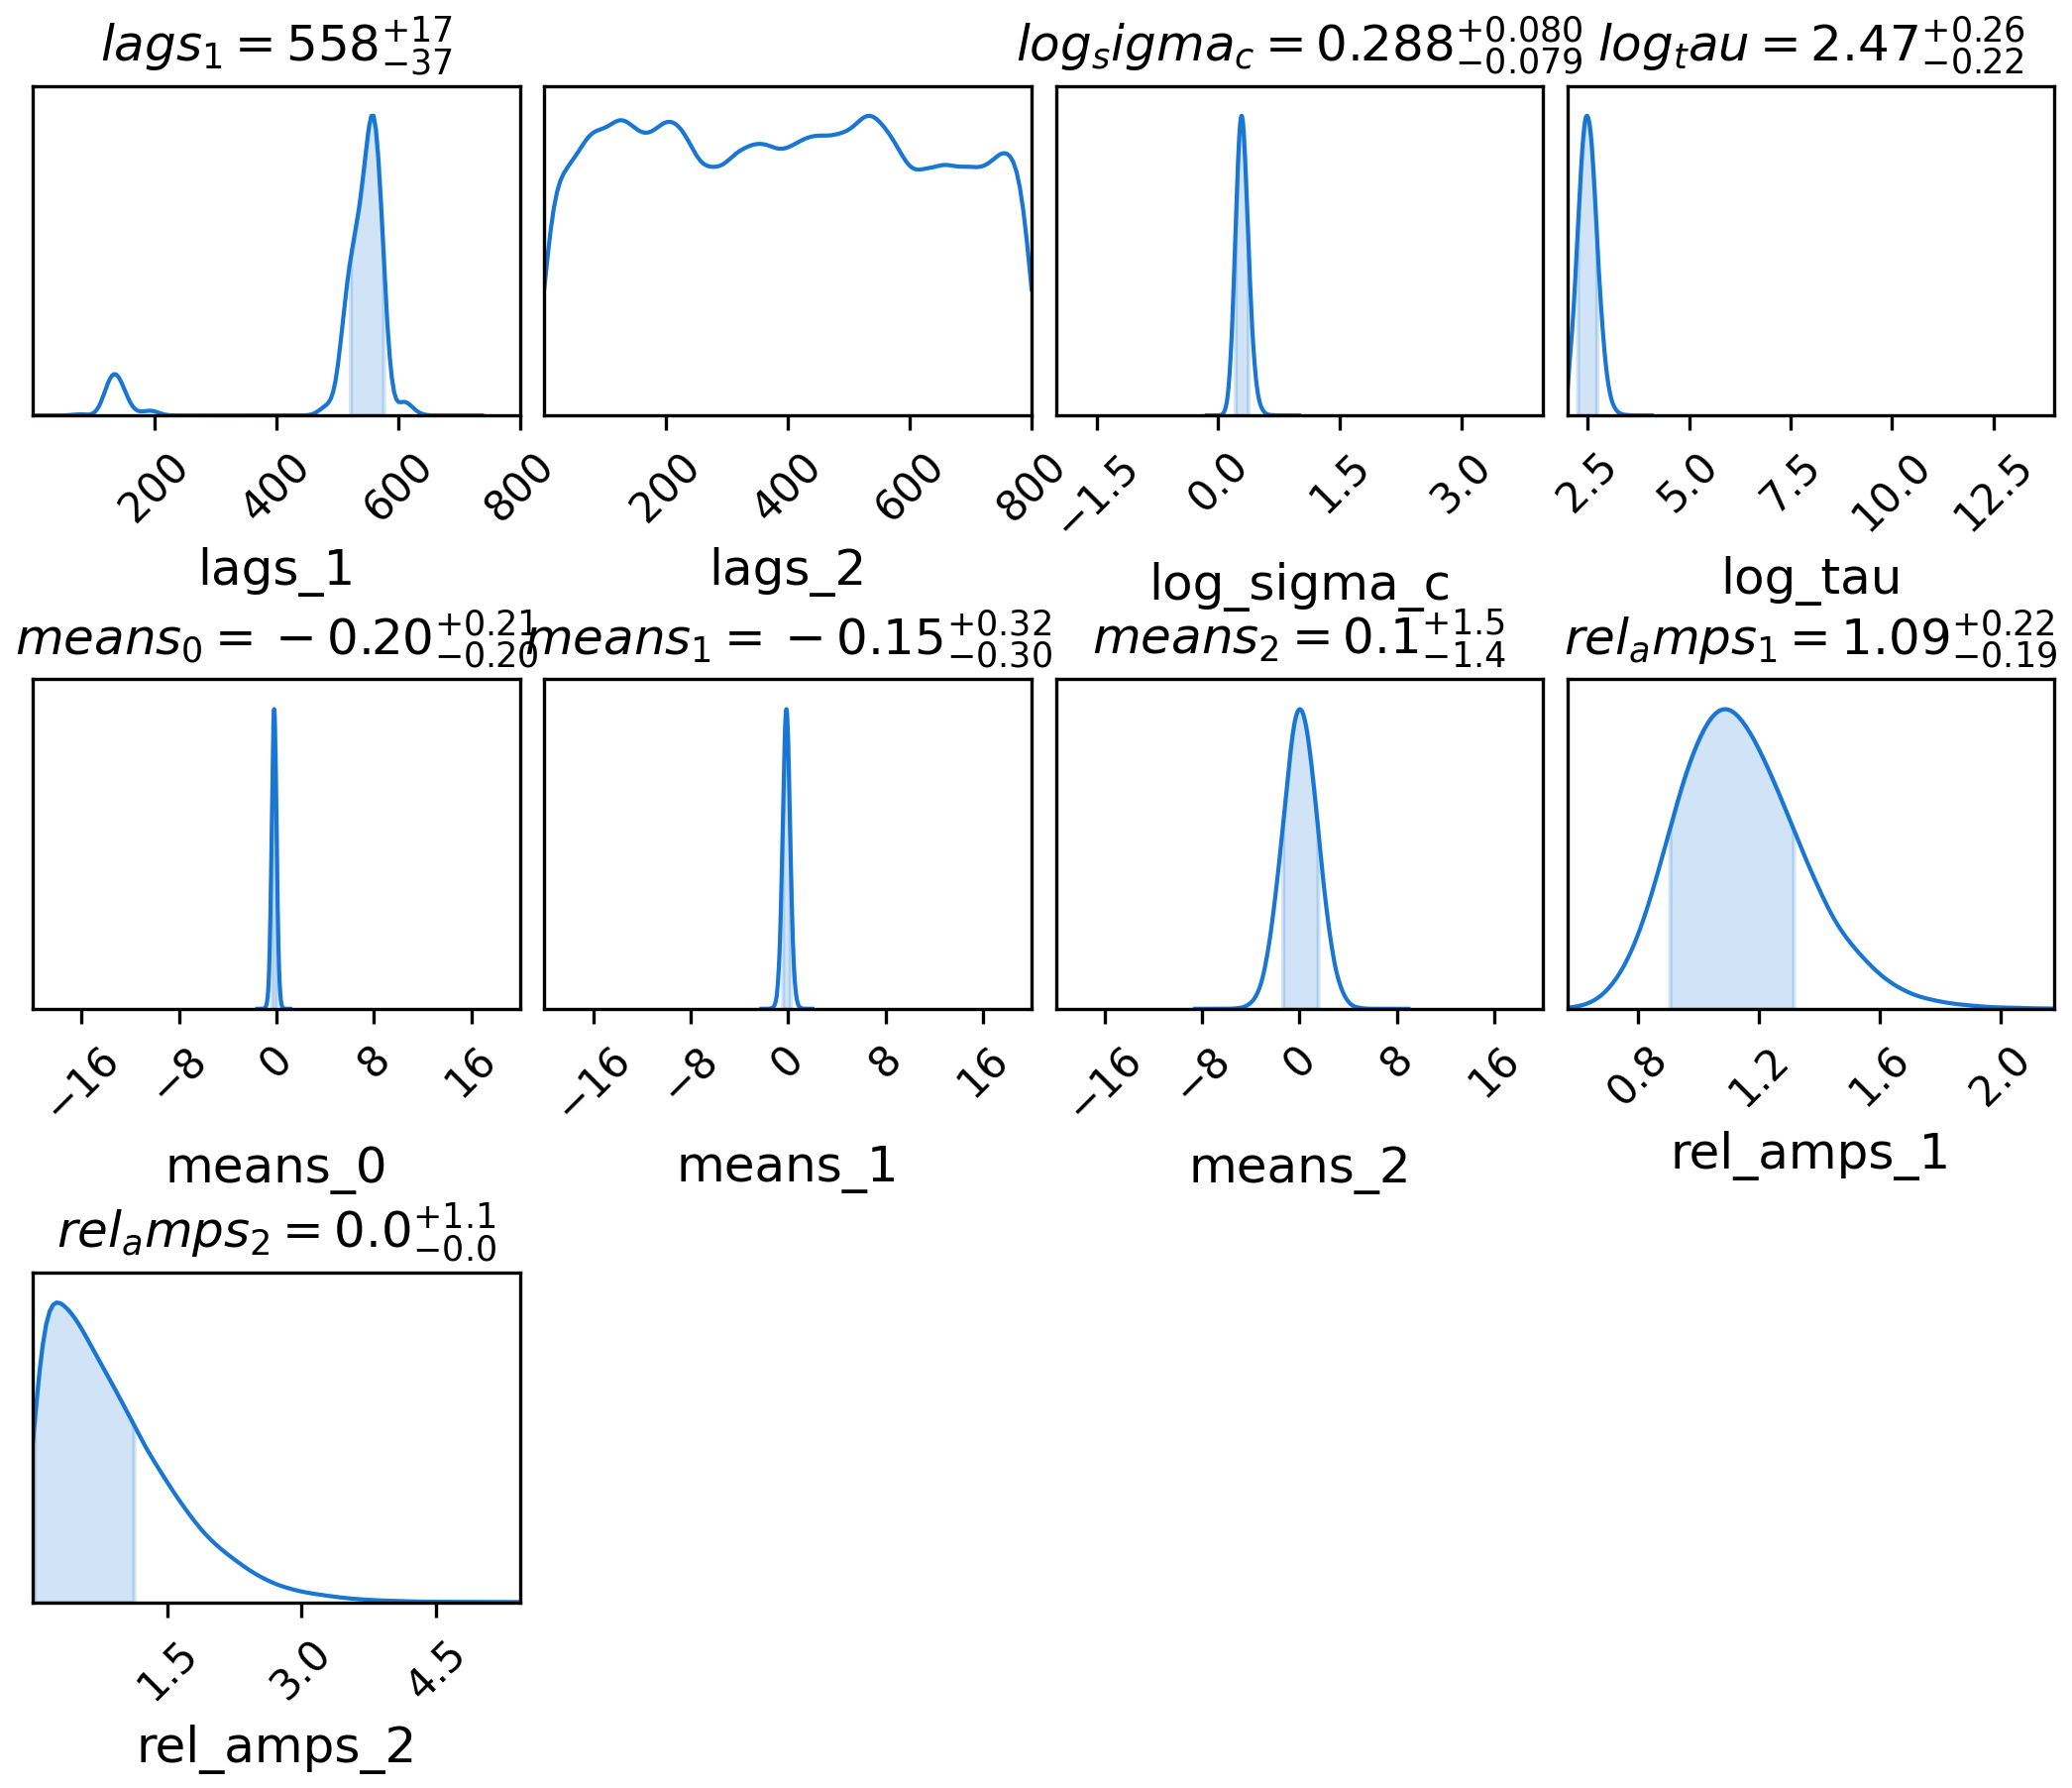 lags₁ = 558⁺¹⁷₋₃₇
log_sigma_c = 0.288⁺⁰·⁰⁸⁰₋₀.₀₇₉ log_tau = 2.47⁺⁰·²⁶₋₀.₂₂
200 400 600 800 200 400 600 800 −1.5 0.0 1.5 3.0 2.5 5.0 7.5 10.0 12.5
lags_1 lags_2 log_sigma_c log_tau
means₀ = −0.20⁺⁰·²¹₋₀.₂₀ means₁ = −0.15⁺⁰·³²₋₀.₃₀ means₂ = 0.1⁺¹·⁵₋₁.₄ relₐmps₁ = 1.09⁺⁰·²²₋₀.₁₉
−16 −8 0 8 16 −16 −8 0 8 16 −16 −8 0 8 16 0.8 1.2 1.6 2.0
means_0 means_1 means_2 rel_amps_1
relₐmps₂ = 0.0⁺¹·¹₋₀.₀
1.5 3.0 4.5
rel_amps_2